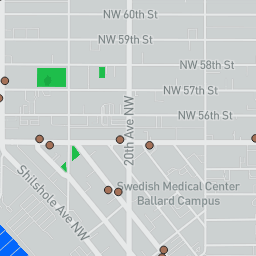 NW 60th St
NW 59th St
NW 58th St
NW 57th St
NW 56th St
20th Ave NW
Swedish Medical Center
Ballard Campus
Shilshole Ave NW